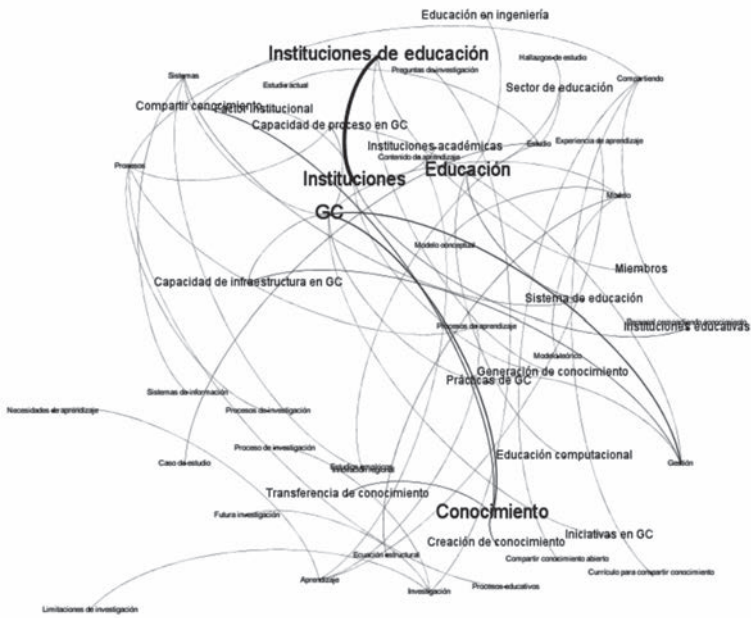 Educación en ingeniería
Instituciones de educación
Hallazgos de estudio
Preguntas de investigación
Sistemas
Compartiendo
Estudio actual
Sector de educación
Compartir conocimiento
Factor institucional
Capacidad de proceso en GC
Experiencia de aprendizaje
Estudio
Instituciones académicas
Contenido de aprendizaje
Procesos
Educación
Instituciones
Modelo
GC
Modelo conceptual
Miembros
Capacidad de infraestructura en GC
Sistema de educación
compartiendo conocimiento
Procesos de aprendizaje
Instituciones educativas
Modelo teórico
Generación de conocimiento
Prácticas de GC
Sistemas de información
Necesidades de aprendizaje
Procesos de investigación
Proceso de investigación
Educación computacional
Caso de estudio
Gestión
Transferencia de conocimiento
Conocimiento
Futura investigación
Iniciativas en GC
Creación de conocimiento
Ecuación estructural
Compartir conocimiento abierto
Currículo para compartir conocimiento
Aprendizaje
Procesos educativos
Investigación
Limitaciones de investigación